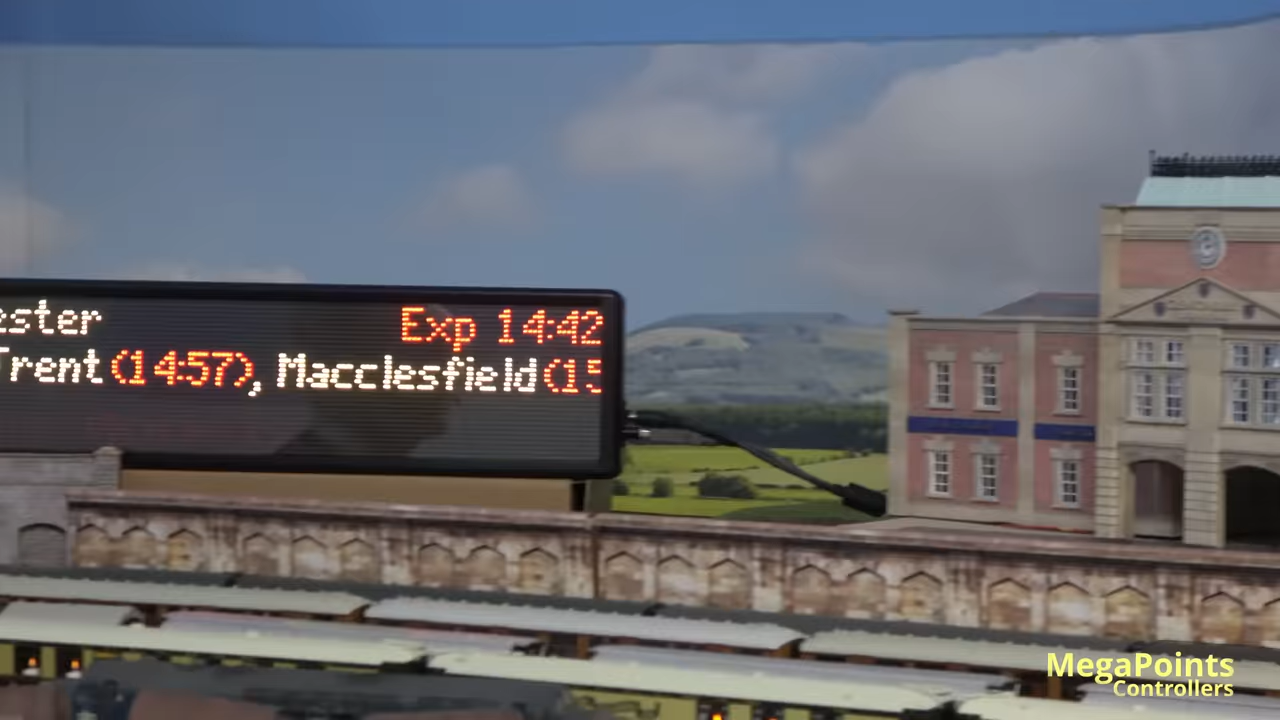 ester Exp 14:42
Trent (14:57), Macclesfield (15
MegaPoints
Controllers